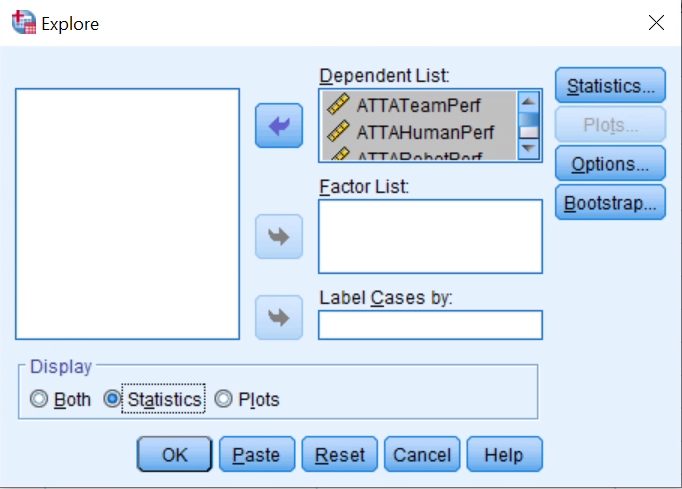 Explore
Dependent List:
ATTATeamPerf
ATTAHumanPerf
ATTARobotPerf
Factor List:
Label Cases by:
Statistics...
Plots...
Options...
Bootstrap...
Display
Both Statistics Plots
OK Paste Reset Cancel Help